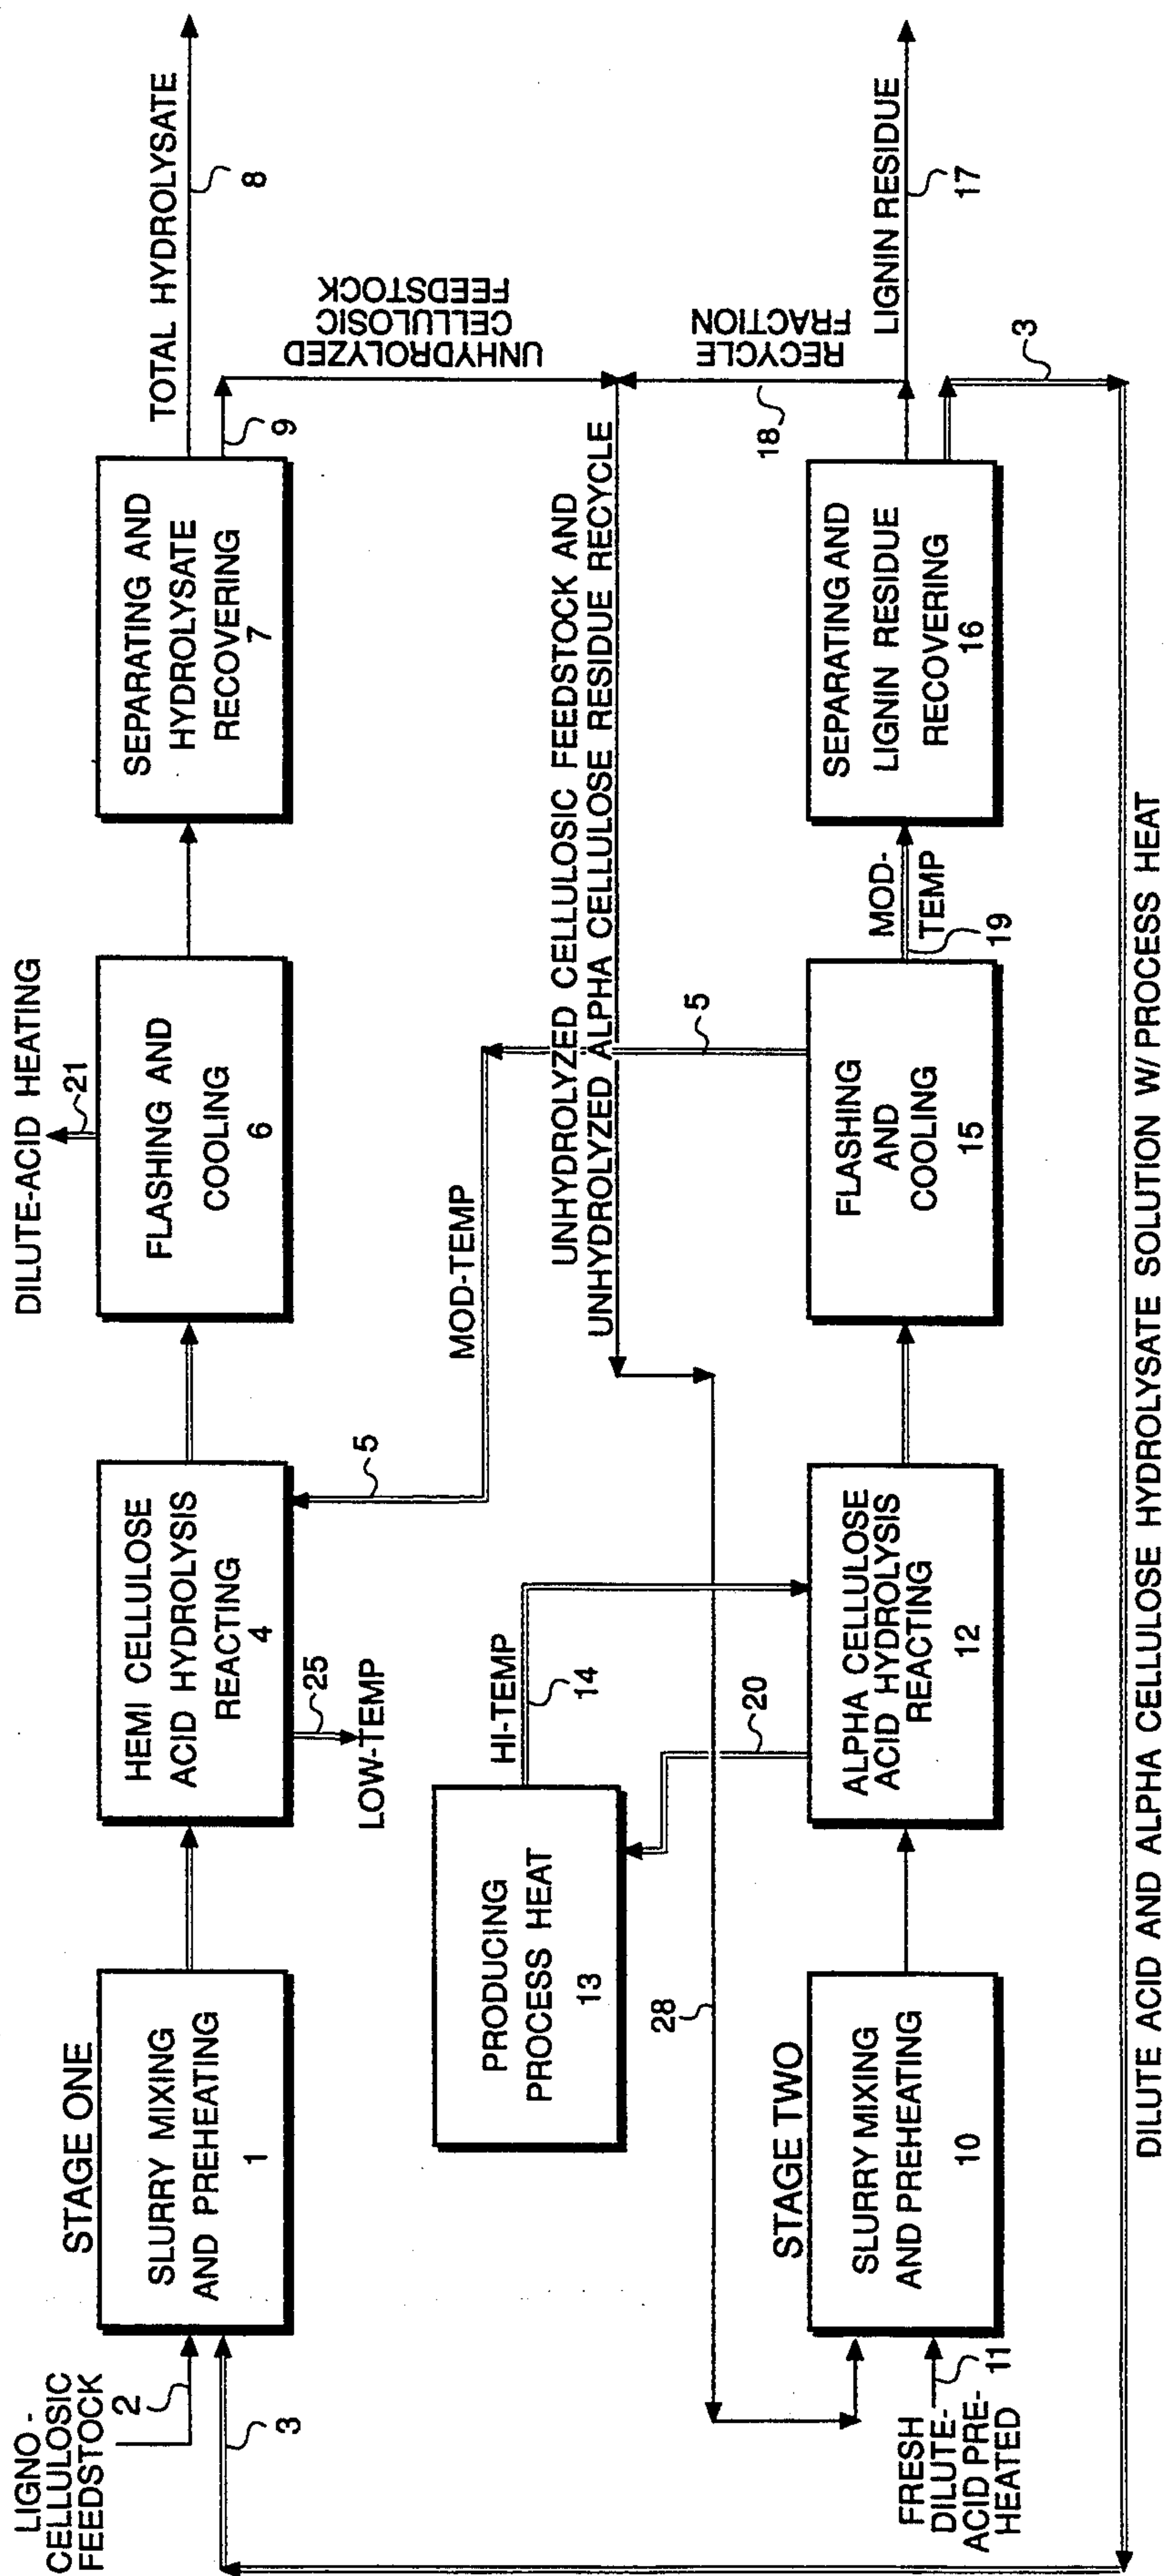 STAGE ONE
LIGNO -
CELLULOSIC
FEEDSTOCK
2
3
SLURRY MIXING
AND PREHEATING
1
HEMI CELLULOSE
ACID HYDROLYSIS
REACTING
4
25
LOW-TEMP
5
DILUTE-ACID HEATING
21
FLASHING AND
COOLING
6
SEPARATING AND
HYDROLYSATE
RECOVERING
7
TOTAL HYDROLYSATE
8
9
UNHYDROLYZED
CELLULOSIC
FEEDSTOCK
MOD-TEMP
PRODUCING
PROCESS HEAT
13
HI-TEMP
14
20
28
UNHYDROLYZED CELLULOSIC FEEDSTOCK AND
UNHYDROLYZED ALPHA CELLULOSE RESIDUE RECYCLE
5
RECYCLE
FRACTION
18
STAGE TWO
FRESH
DILUTE-
ACID PRE-
HEATED
11
SLURRY MIXING
AND PREHEATING
10
ALPHA CELLULOSE
ACID HYDROLYSIS
REACTING
12
FLASHING
AND
COOLING
15
MOD-
TEMP
19
SEPARATING AND
LIGNIN RESIDUE
RECOVERING
16
LIGNIN RESIDUE
17
3
DILUTE ACID AND ALPHA CELLULOSE HYDROLYSATE SOLUTION W/ PROCESS HEAT